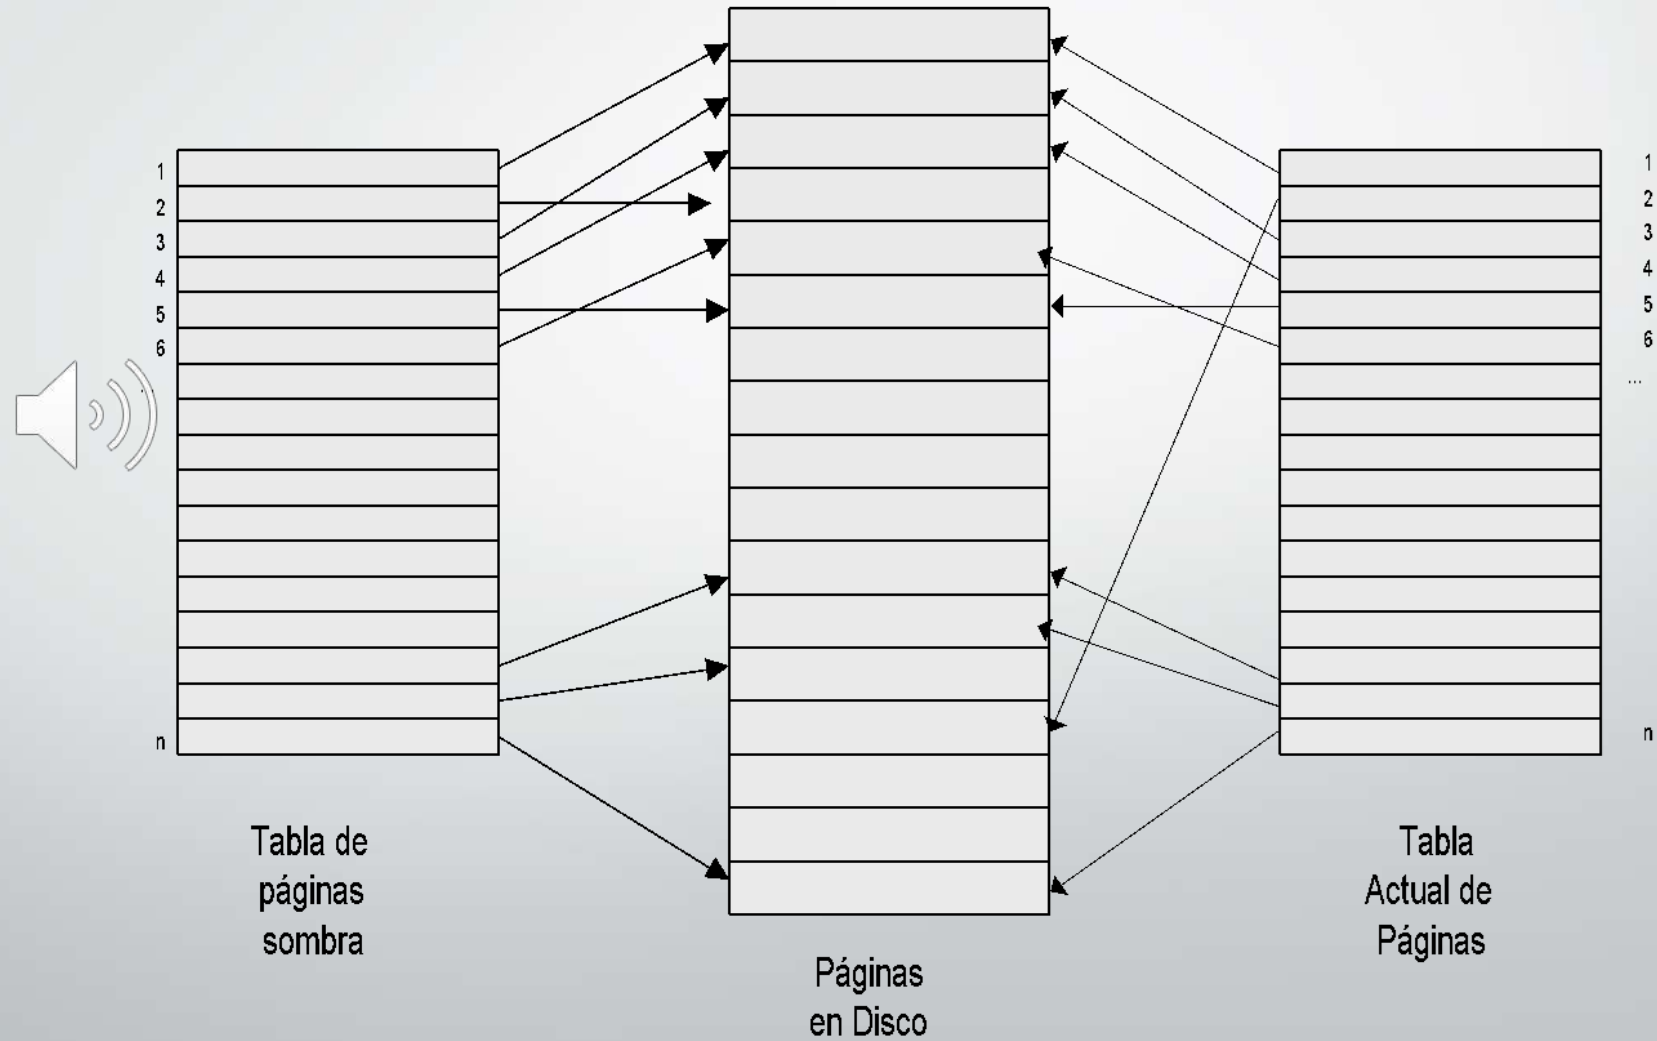 1
2
3
4
5
6
...
n
Tabla de
páginas
sombra
Páginas
en Disco
1
2
3
4
5
6
...
n
Tabla
Actual de
Páginas